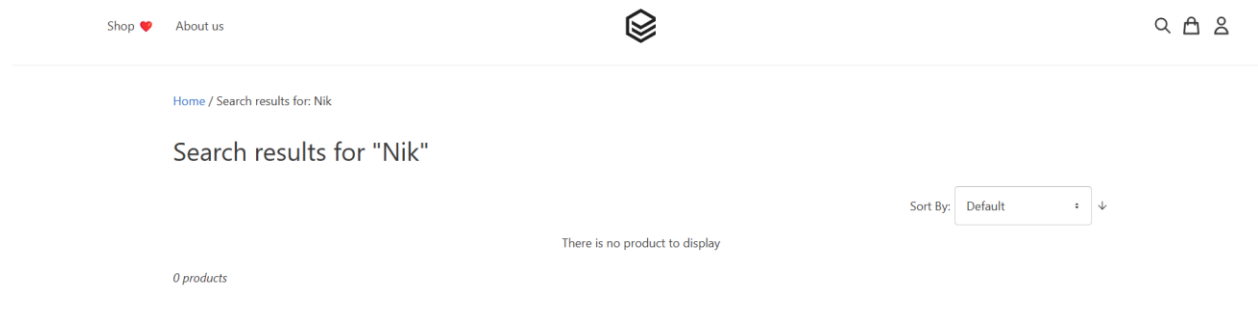 Shop ❤️ About us
Home / Search results for: Nik
Search results for "Nik"
Sort By: Default
There is no product to display
0 products